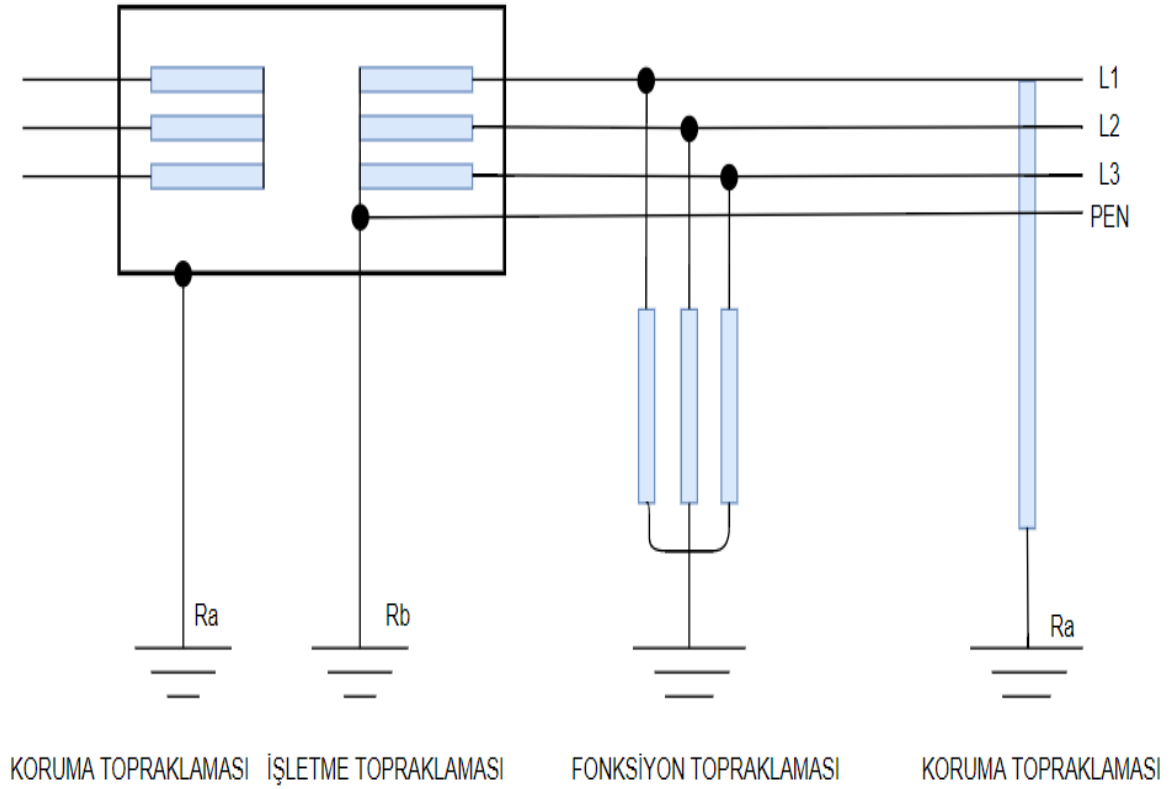 L1
L2
L3
PEN
Ra
Rb
Ra
KORUMA TOPRAKLAMASI
İŞLETME TOPRAKLAMASI
FONKSİYON TOPRAKLAMASI
KORUMA TOPRAKLAMASI